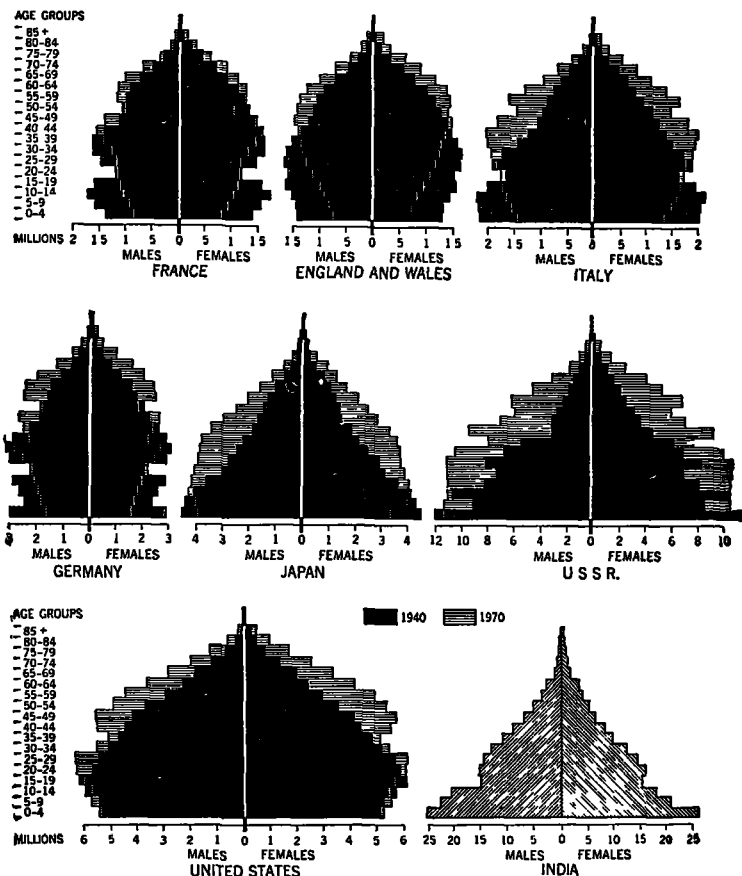 AGE GROUPS
85 +
80–84
75–79
70–74
65–69
60–64
55–59
50–54
45–49
40 44
35–39
30–34
25–29
20–24
15–19
10–14
5–9
0–4
MILLIONS 2 1 5 1 5 0 5 1 1 5
MALES FEMALES
FRANCE
1 5 1 5 0 5 1 1 5
MALES FEMALES
ENGLAND AND WALES
2 1 5 1 5 0 5 1 1 5 2
MALES FEMALES
ITALY
2 1 0 1 2 3
MALES FEMALES
GERMANY
4 3 2 1 0 1 2 3 4
MALES FEMALES
JAPAN
12 10 8 6 4 2 0 2 4 6 8 10
MALES FEMALES
U S S R.
AGE GROUPS
85 +
80–84
75–79
70–74
65–69
60–64
55–59
50–54
45–49
40–44
35–39
30–34
25–29
20–24
15–19
10–14
5–9
0–4
MILLIONS 6 5 4 3 2 1 0 1 2 3 4 5 6
MALES FEMALES
UNITED STATES
1940 1970
25 20 15 10 5 0 5 10 15 20 25
MALES FEMALES
INDIA